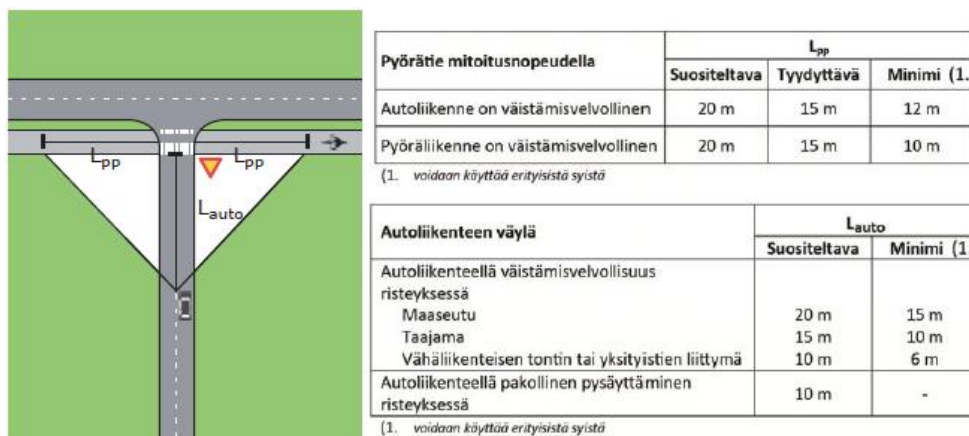 Lpp
Lpp
Lauto
Pyörätie mitoitusnopeudella
Lpp
Suositeltava Tyydyttävä Minimi (1.
Autoliikenne on väistämisvelvollinen 20 m 15 m 12 m
Pyöräliikenne on väistämisvelvollinen 20 m 15 m 10 m
(1. voidaan käyttää erityisistä syistä
Autoliikenteen väylä
Lauto
Suositeltava Minimi (1.
Autoliikenteellä väistämisvelvollisuus
risteyksessä
Maaseutu 20 m 15 m
Taajama 15 m 10 m
Vähäliikenteisen tontin tai yksityistien liittymä 10 m 6 m
Autoliikenteellä pakollinen pysäyttäminen
risteyksessä 10 m -
(1. voidaan käyttää erityisistä syistä